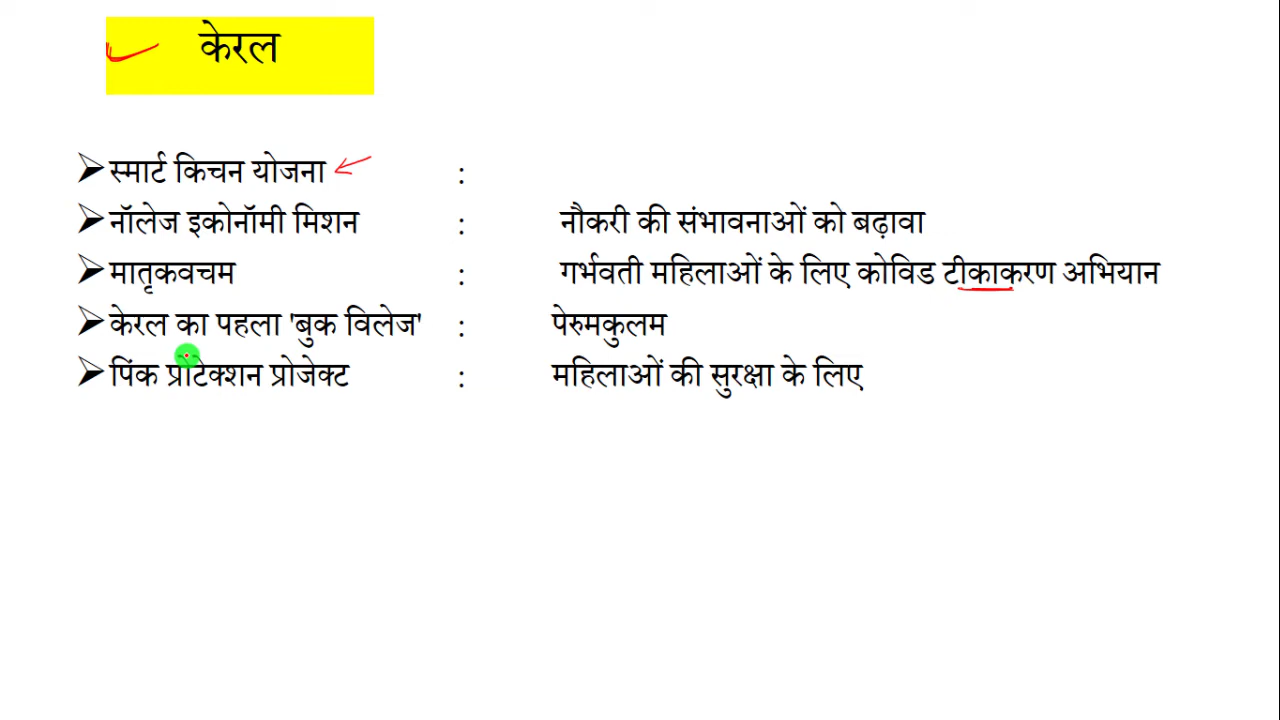 केरल
➢स्मार्ट किचन योजना :
➢नॉलेज इकोनॉमी मिशन : नौकरी की संभावनाओं को बढ़ावा
➢मातृकवचम : गर्भवती महिलाओं के लिए कोविड टीकाकरण अभियान
➢केरल का पहला 'बुक विलेज' : पेरुमकुलम
➢पिंक प्रोटेक्शन प्रोजेक्ट : महिलाओं की सुरक्षा के लिए